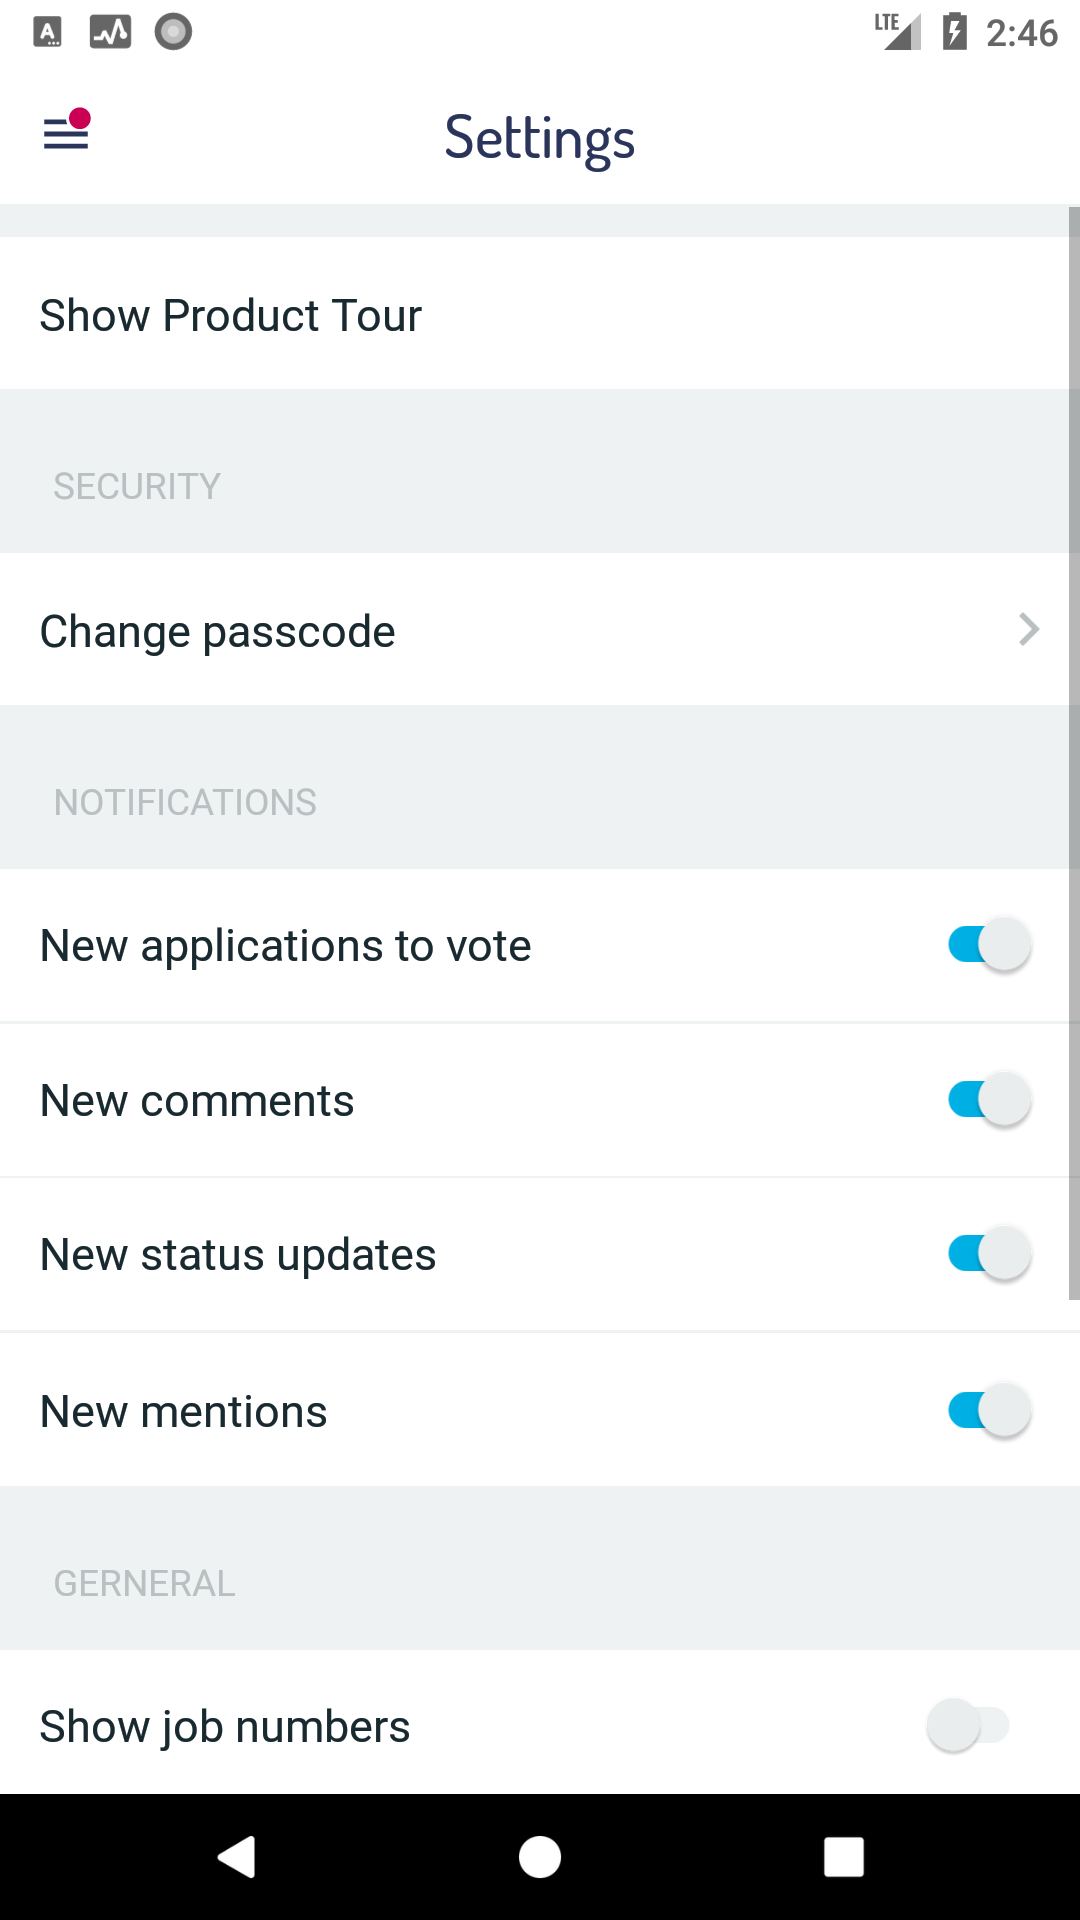 LTE 2:46
Settings
Show Product Tour
SECURITY
Change passcode
NOTIFICATIONS
New applications to vote
New comments
New status updates
New mentions
GERNERAL
Show job numbers